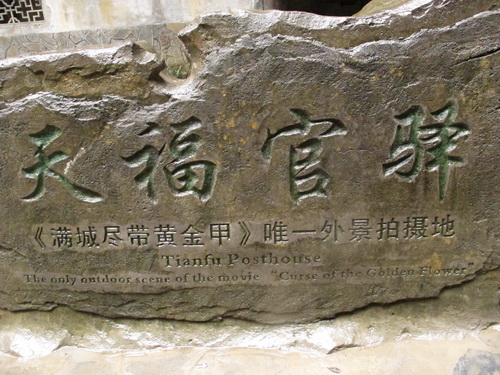 天福官驿
《满城尽带黄金甲》唯一外景拍摄地
Tianfu Posthouse
The only outdoor scene of the movie "Curse of the Golden Flower"